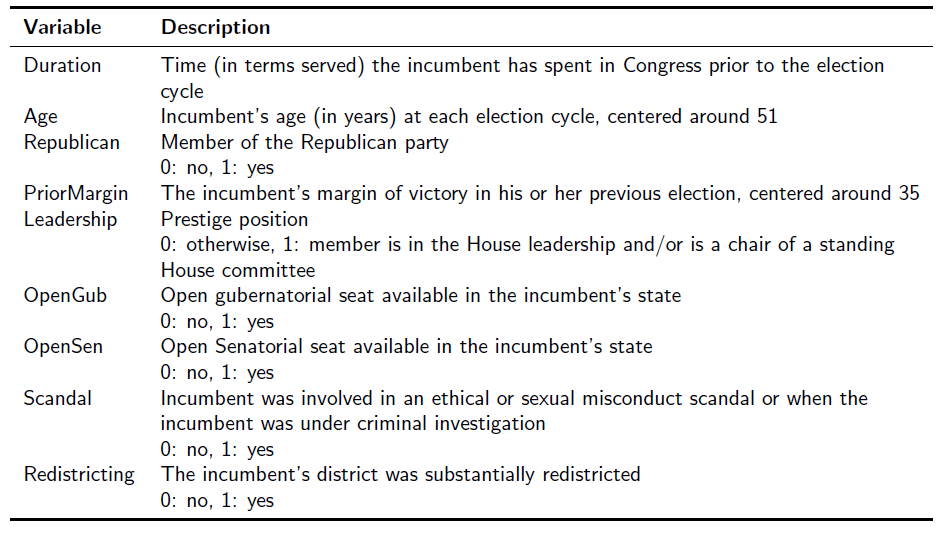 Variable Description
Duration Time (in terms served) the incumbent has spent in Congress prior to the election
cycle
Age Incumbent's age (in years) at each election cycle, centered around 51
Republican Member of the Republican party
0: no, 1: yes
PriorMargin The incumbent's margin of victory in his or her previous election, centered around 35
Leadership Prestige position
0: otherwise, 1: member is in the House leadership and/or is a chair of a standing
House committee
OpenGub Open gubernatorial seat available in the incumbent's state
0: no, 1: yes
OpenSen Open Senatorial seat available in the incumbent's state
0: no, 1: yes
Scandal Incumbent was involved in an ethical or sexual misconduct scandal or when the
incumbent was under criminal investigation
0: no, 1: yes
Redistricting The incumbent's district was substantially redistricted
0: no, 1: yes